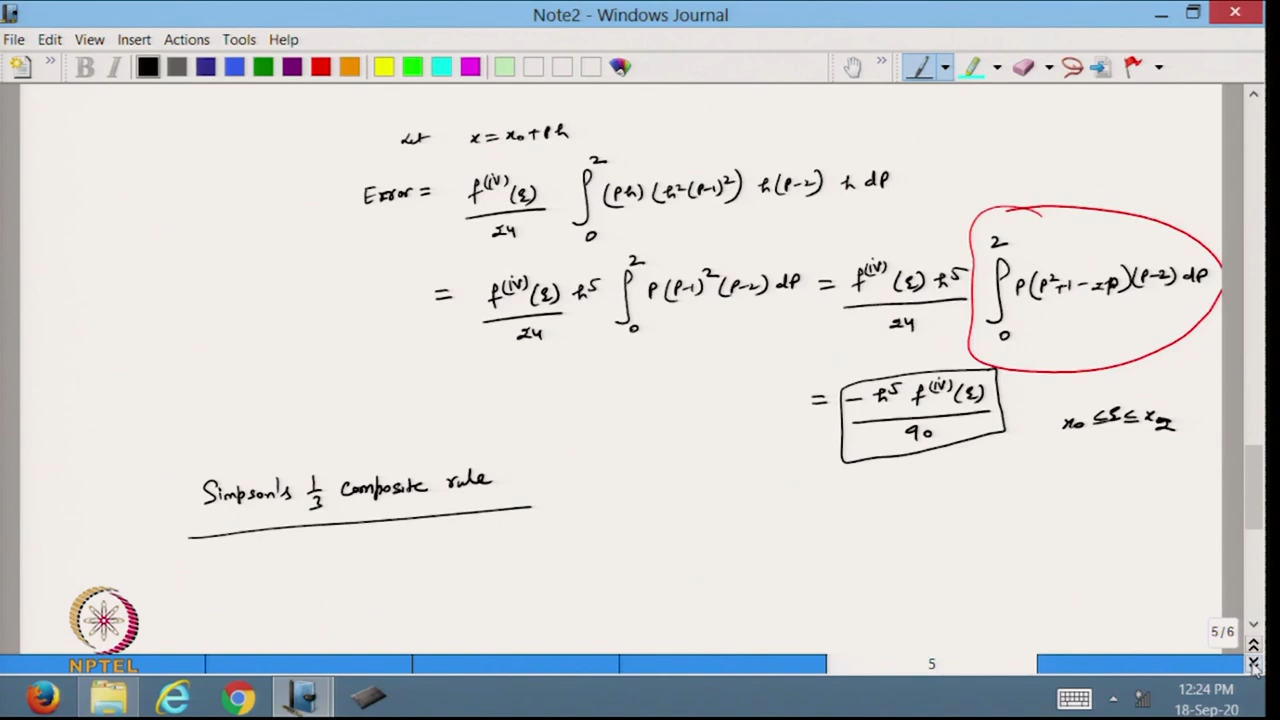 Note2 - Windows Journal
File Edit View Insert Actions Tools Help
Let x = x₀ + ph
Error = f^(iv)(ξ)/24 ∫₀² (ph) (h²(p-1)²) h(p-2) h dp
= f^(iv)(ξ)/24 h⁵ ∫₀² p(p-1)²(p-2) dp = f^(iv)(ξ) h⁵/24 ∫₀² p(p²+1-2p)(p-2) dp
= - h⁵ f^(iv)(ξ)/90 x₀ ≤ ξ ≤ x₂
Simpson's 1/3 composite rule
5/6
NPTEL
5
12:24 PM
18-Sep-20